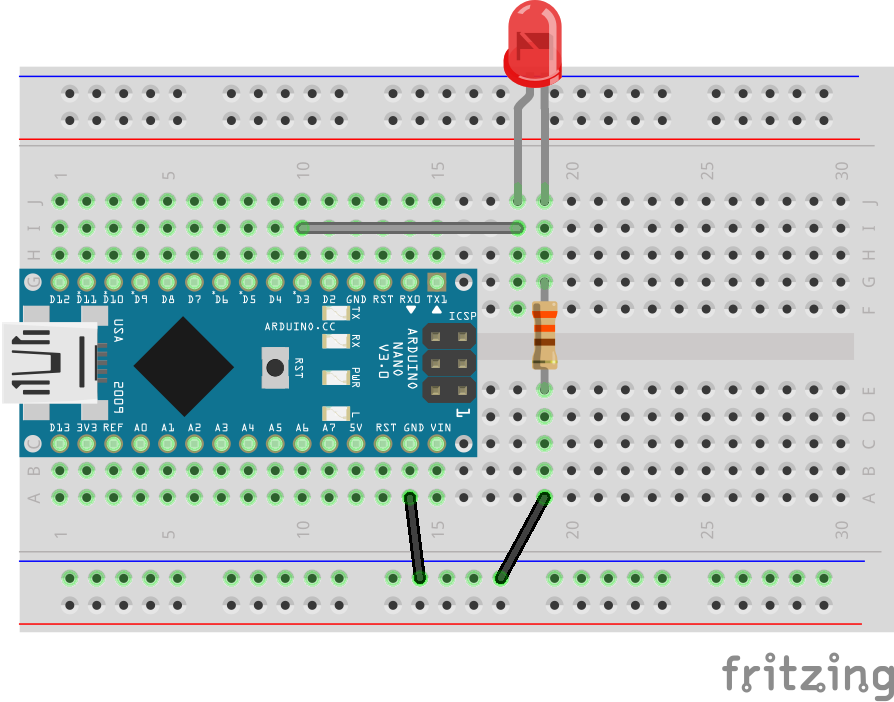 1 5 10 15 20 25 30
J J
I I
H H
G G
F
D12 D11 D10 D9 D8 D7 D6 D5 D4 D3 D2 GND RST RX0 TX1
TX
ICSP
ARDUINO.CC
USA
RX
ARDUINO
NANO
V3.0
RST
PWR
2009
L
1
E
D
D13 3V3 REF A0 A1 A2 A3 A4 A5 A6 A7 5V RST GND VIN
C C
B B
A A
1 5 15 20 25 30
fritzing